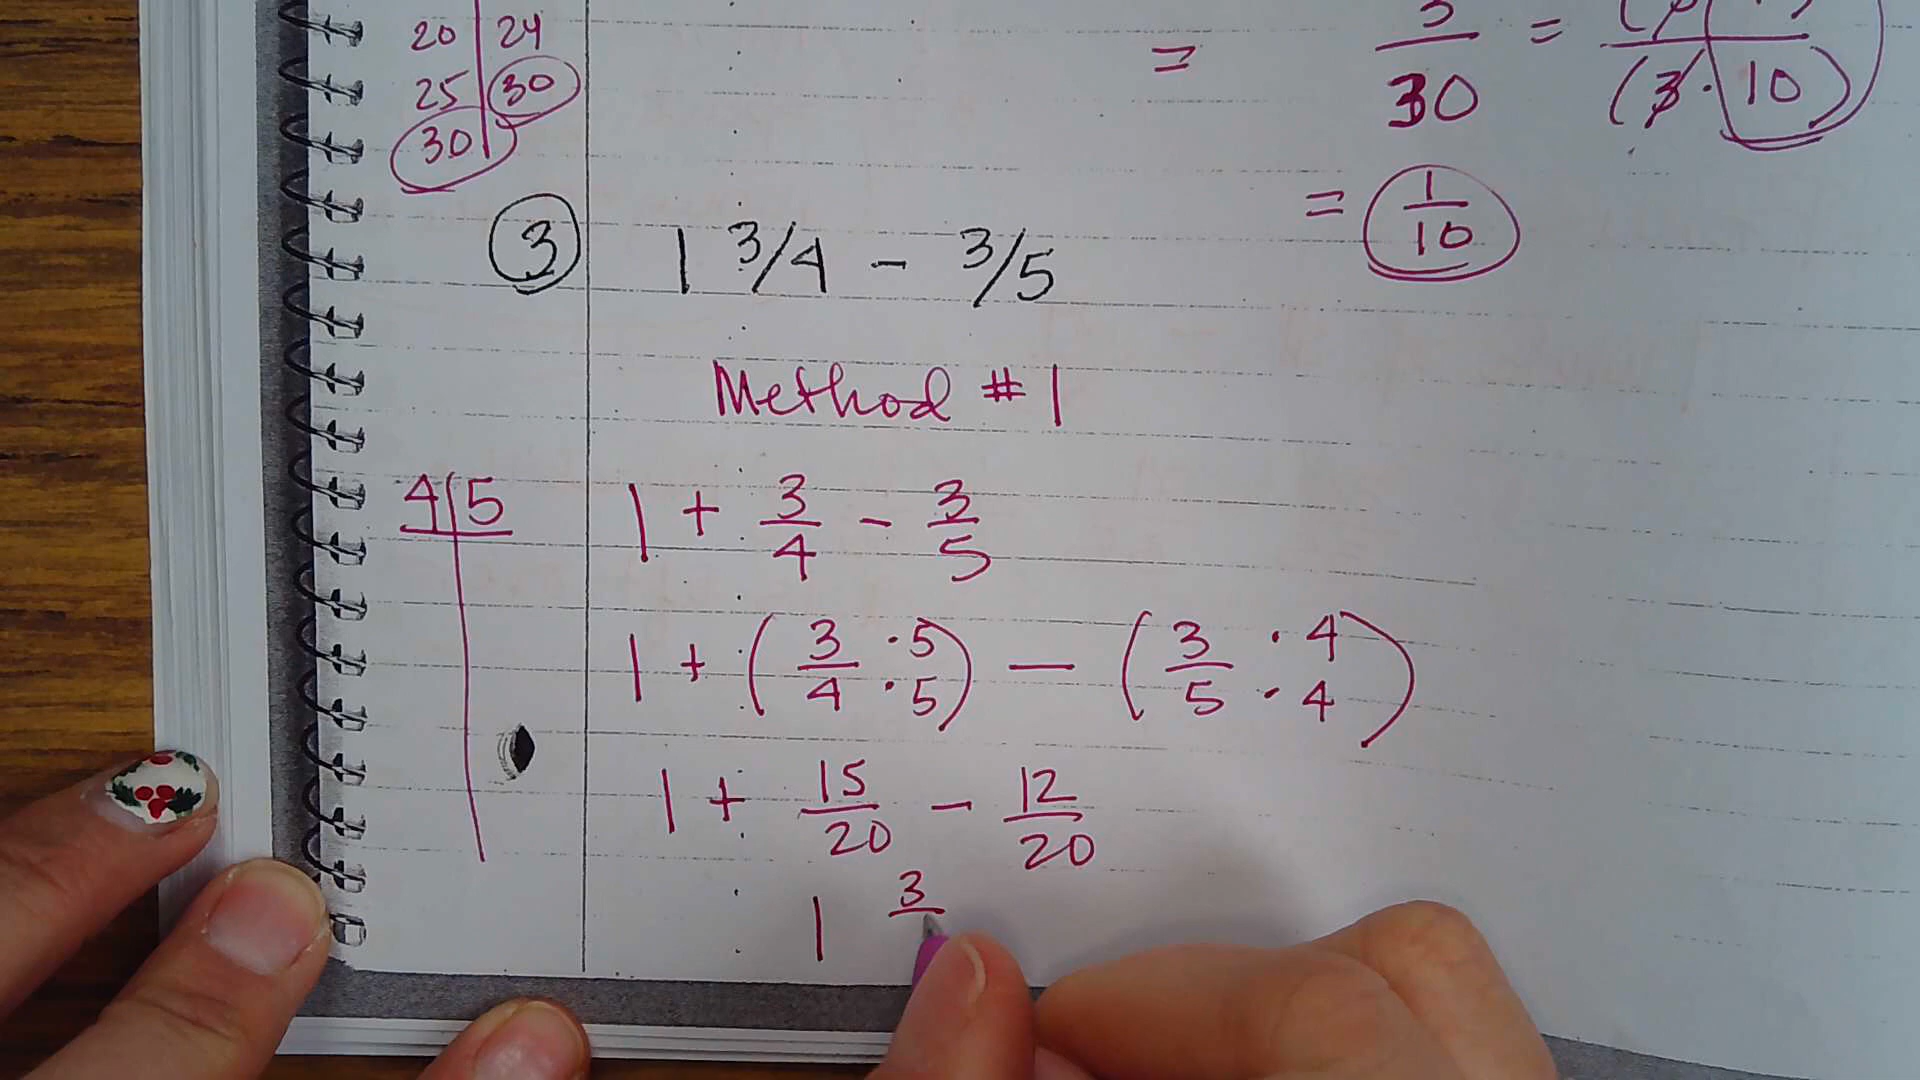 20 | 24
25 | 30
30
= 3/30 = (3 · 10)
= 1/10
③ 1 3/4 - 3/5
Method #1
4 | 5
1 + 3/4 - 3/5
1 + (3/4 · 5/5) - (3/5 · 4/4)
1 + 15/20 - 12/20
1 3/